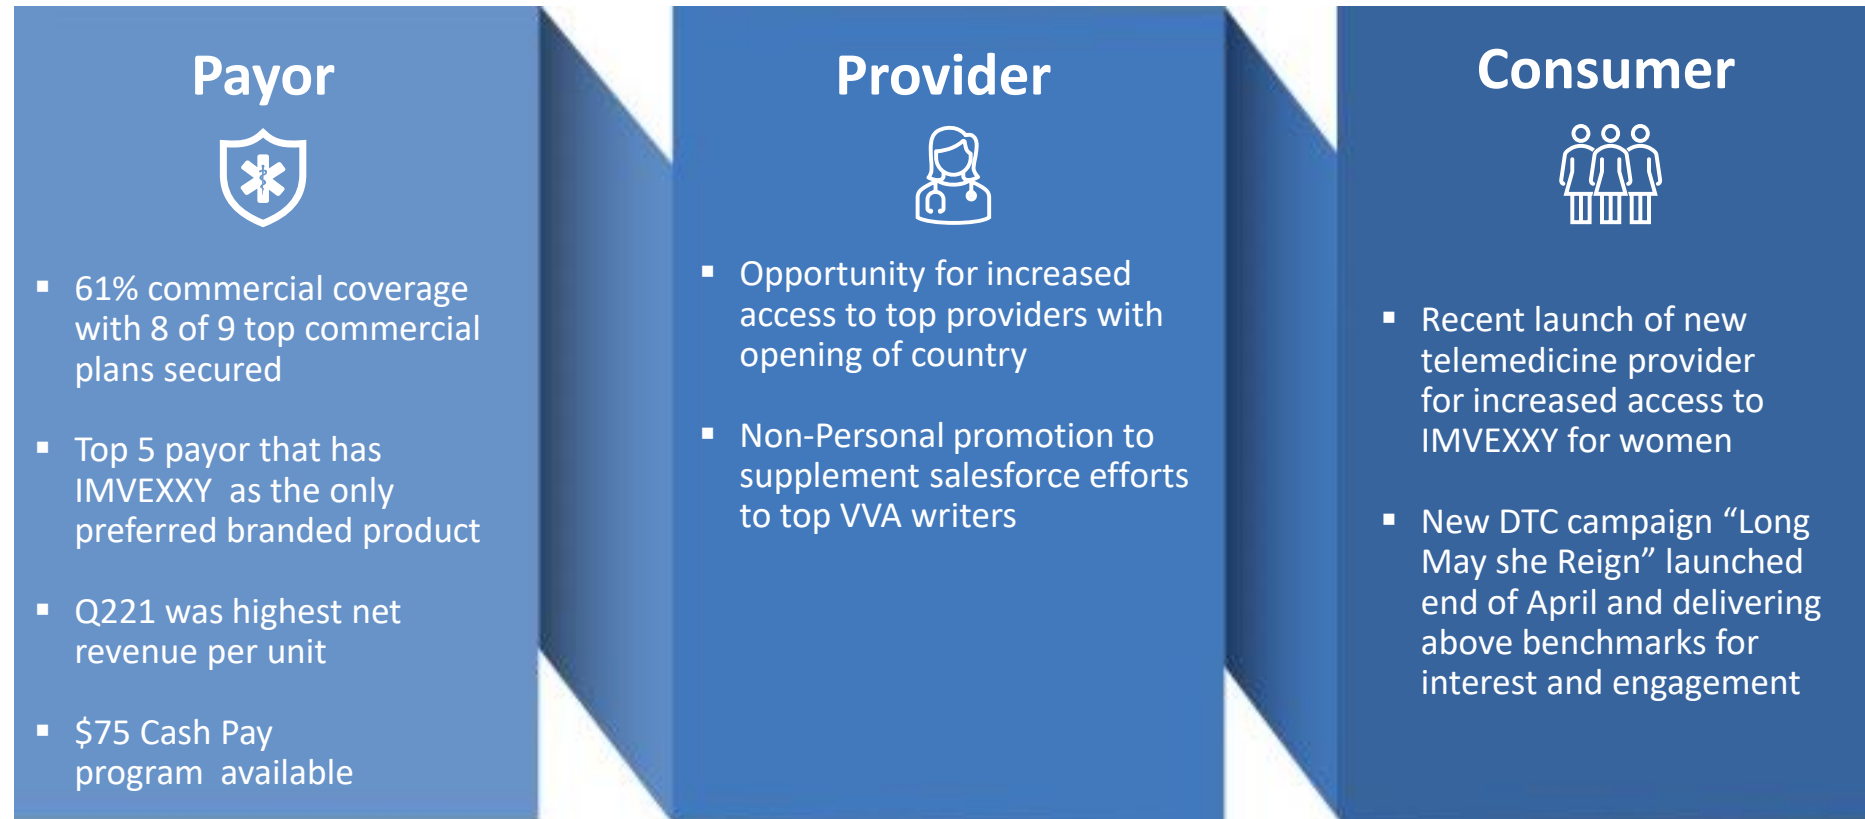 Payor
▪ 61% commercial coverage
with 8 of 9 top commercial
plans secured
▪ Top 5 payor that has
IMVEXXY  as the only
preferred branded product
▪ Q221 was highest net
revenue per unit
▪ $75 Cash Pay
program  available
Provider
▪ Opportunity for increased
access to top providers with
opening of country
▪ Non-Personal promotion to
supplement salesforce efforts
to top VVA writers
Consumer
▪ Recent launch of new
telemedicine provider
for increased access to
IMVEXXY for women
▪ New DTC campaign “Long
May she Reign” launched
end of April and delivering
above benchmarks for
interest and engagement